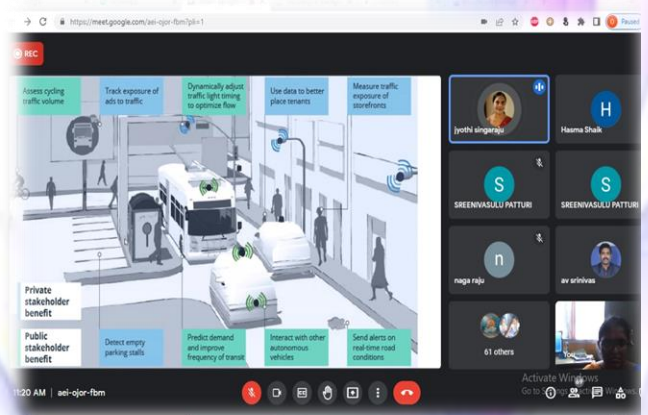 https://meet.google.com/aei-ojor-fbm?pli=1
Paused
REC
Assess cycling
traffic volume
Track exposure of
ads to traffic
Dynamically adjust
traffic light timing
to optimize flow
Use data to better
place tenants
Measure traffic
exposure of
storefronts
Private
stakeholder
benefit
Public
stakeholder
benefit
Detect empty
parking stalls
Predict demand
and improve
frequency of transit
Interact with other
autonomous
vehicles
Send alerts on
real-time road
conditions
jyothi singaraju
H
Hasma Shaik
S
SREENIVASULU PATTURI
S
SREENIVASULU PATTURI
n
naga raju
av srinivas
61 others
You
Activate Windows
Go to
11:20 AM | aei-ojor-fbm